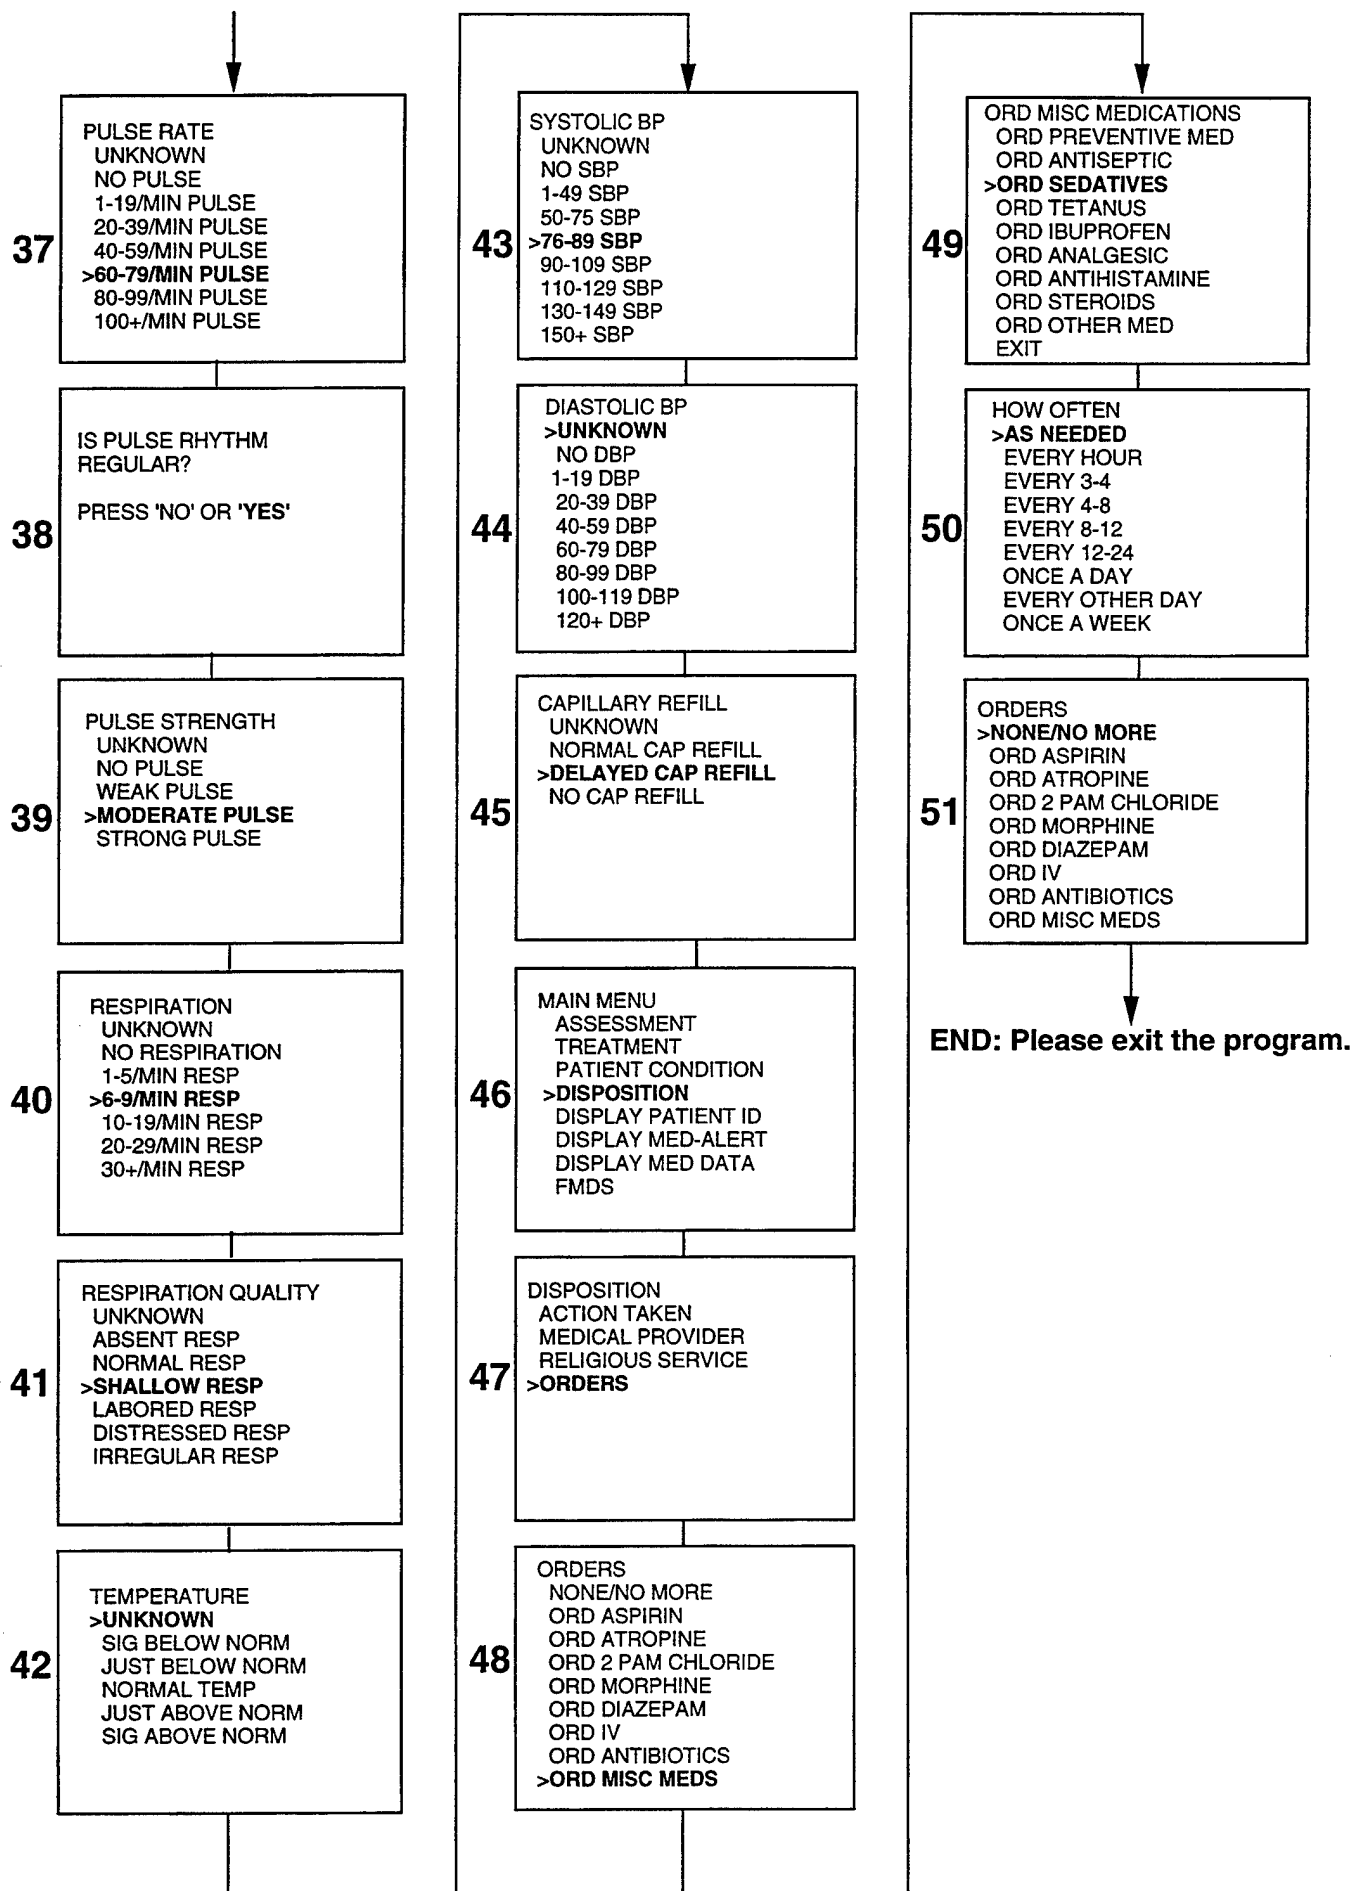 37
PULSE RATE
UNKNOWN
NO PULSE
1-19/MIN PULSE
20-39/MIN PULSE
40-59/MIN PULSE
>60-79/MIN PULSE
80-99/MIN PULSE
100+/MIN PULSE
38
IS PULSE RHYTHM
REGULAR?
PRESS 'NO' OR 'YES'
39
PULSE STRENGTH
UNKNOWN
NO PULSE
WEAK PULSE
>MODERATE PULSE
STRONG PULSE
40
RESPIRATION
UNKNOWN
NO RESPIRATION
1-5/MIN RESP
>6-9/MIN RESP
10-19/MIN RESP
20-29/MIN RESP
30+/MIN RESP
41
RESPIRATION QUALITY
UNKNOWN
ABSENT RESP
NORMAL RESP
>SHALLOW RESP
LABORED RESP
DISTRESSED RESP
IRREGULAR RESP
42
TEMPERATURE
>UNKNOWN
SIG BELOW NORM
JUST BELOW NORM
NORMAL TEMP
JUST ABOVE NORM
SIG ABOVE NORM
43
SYSTOLIC BP
UNKNOWN
NO SBP
1-49 SBP
50-75 SBP
>76-89 SBP
90-109 SBP
110-129 SBP
130-149 SBP
150+ SBP
44
DIASTOLIC BP
>UNKNOWN
NO DBP
1-19 DBP
20-39 DBP
40-59 DBP
60-79 DBP
80-99 DBP
100-119 DBP
120+ DBP
45
CAPILLARY REFILL
UNKNOWN
NORMAL CAP REFILL
>DELAYED CAP REFILL
NO CAP REFILL
46
MAIN MENU
ASSESSMENT
TREATMENT
PATIENT CONDITION
>DISPOSITION
DISPLAY PATIENT ID
DISPLAY MED-ALERT
DISPLAY MED DATA
FMDS
47
DISPOSITION
ACTION TAKEN
MEDICAL PROVIDER
RELIGIOUS SERVICE
>ORDERS
48
ORDERS
NONE/NO MORE
ORD ASPIRIN
ORD ATROPINE
ORD 2 PAM CHLORIDE
ORD MORPHINE
ORD DIAZEPAM
ORD IV
ORD ANTIBIOTICS
>ORD MISC MEDS
49
ORD MISC MEDICATIONS
ORD PREVENTIVE MED
ORD ANTISEPTIC
>ORD SEDATIVES
ORD TETANUS
ORD IBUPROFEN
ORD ANALGESIC
ORD ANTIHISTAMINE
ORD STEROIDS
ORD OTHER MED
EXIT
50
HOW OFTEN
>AS NEEDED
EVERY HOUR
EVERY 3-4
EVERY 4-8
EVERY 8-12
EVERY 12-24
ONCE A DAY
EVERY OTHER DAY
ONCE A WEEK
51
ORDERS
>NONE/NO MORE
ORD ASPIRIN
ORD ATROPINE
ORD 2 PAM CHLORIDE
ORD MORPHINE
ORD DIAZEPAM
ORD IV
ORD ANTIBIOTICS
ORD MISC MEDS
END: Please exit the program.